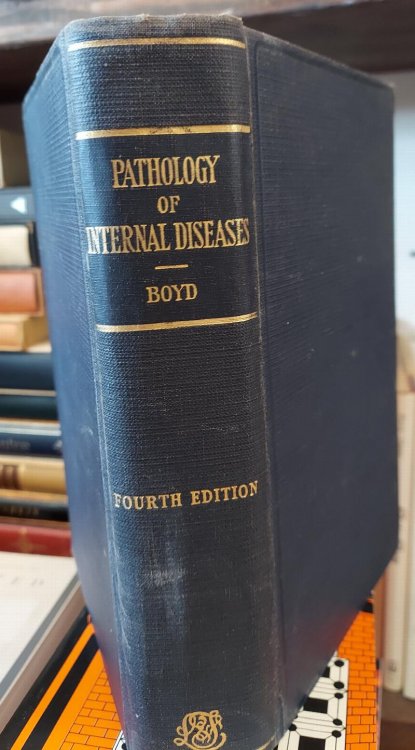 PATHOLOGY
OF
INTERNAL DISEASES
BOYD
FOURTH EDITION